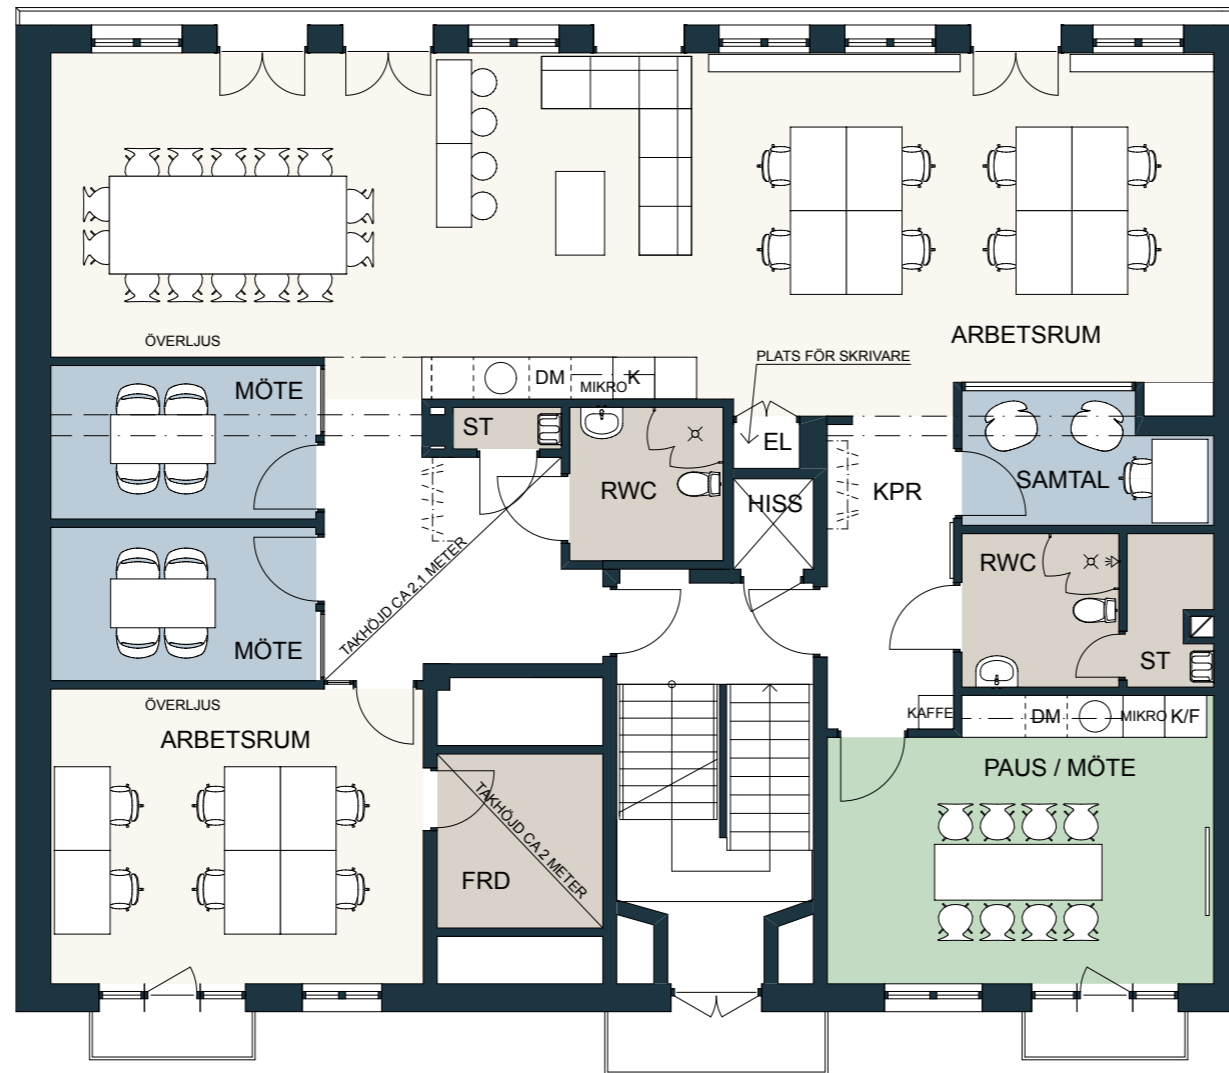 ÖVERLJUS
ARBETSRUM
PLATS FÖR SKRIVARE
MÖTE
DM
MIKRO
K
ST
EL
RWC
HISS
KPR
SAMTAL
TAKHÖJD CA 2,1 METER
RWC
MÖTE
ST
ÖVERLJUS
ARBETSRUM
KAFFE
DM
MIKRO
K/F
PAUS / MÖTE
TAKHÖJD CA 2 METER
FRD